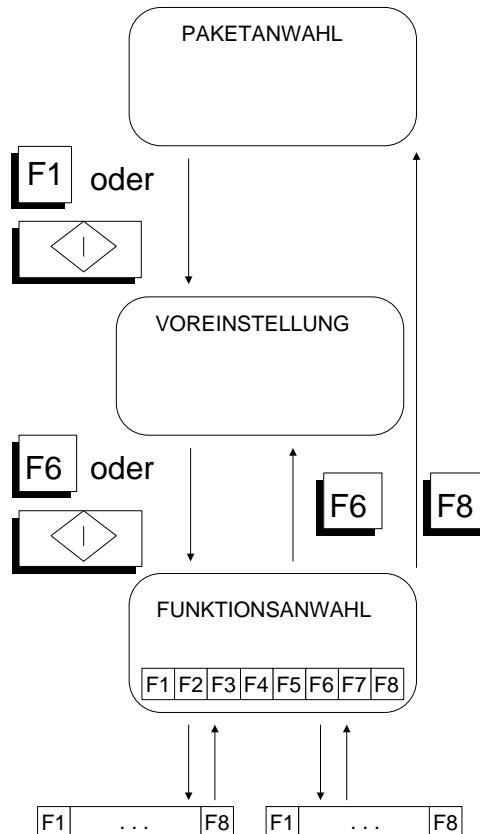 PAKETANWAHL
F1 oder
VOREINSTELLUNG
F6 oder
F6 F8
FUNKTIONSANWAHL
F1 F2 F3 F4 F5 F6 F7 F8
F1 . . . F8 F1 . . . F8